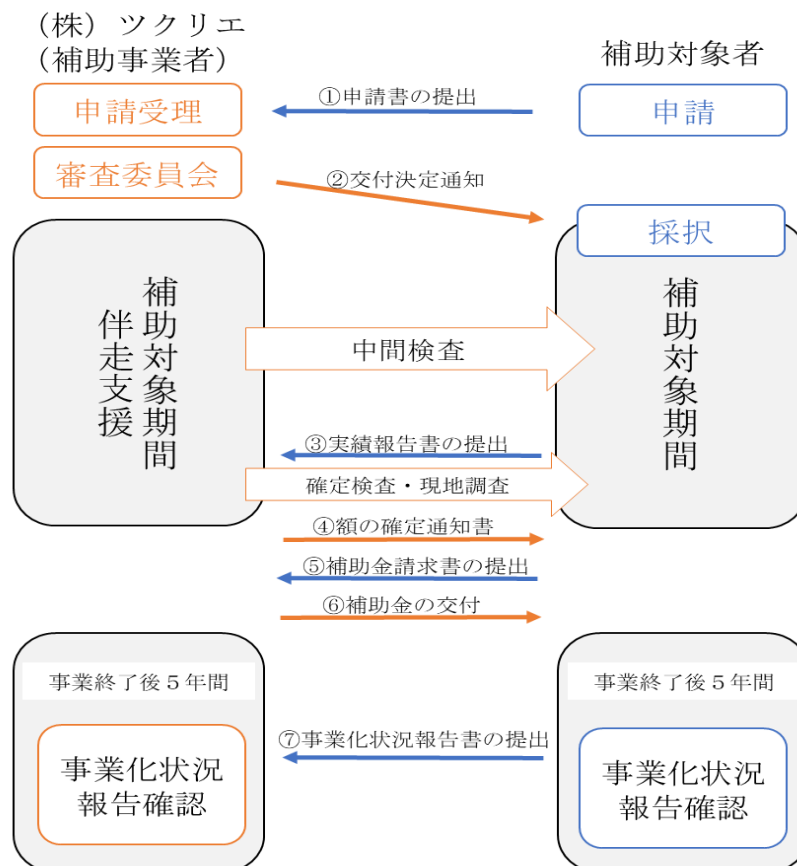 （株）ツクリエ
（補助事業者）
補助対象者
申請受理
①申請書の提出
申請
審査委員会
②交付決定通知
採択
補助対象期間
伴走支援
中間検査
補助対象期間
③実績報告書の提出
確定検査・現地調査
④額の確定通知書
⑤補助金請求書の提出
⑥補助金の交付
事業終了後５年間
事業終了後５年間
⑦事業化状況報告書の提出
事業化状況
報告確認
事業化状況
報告確認